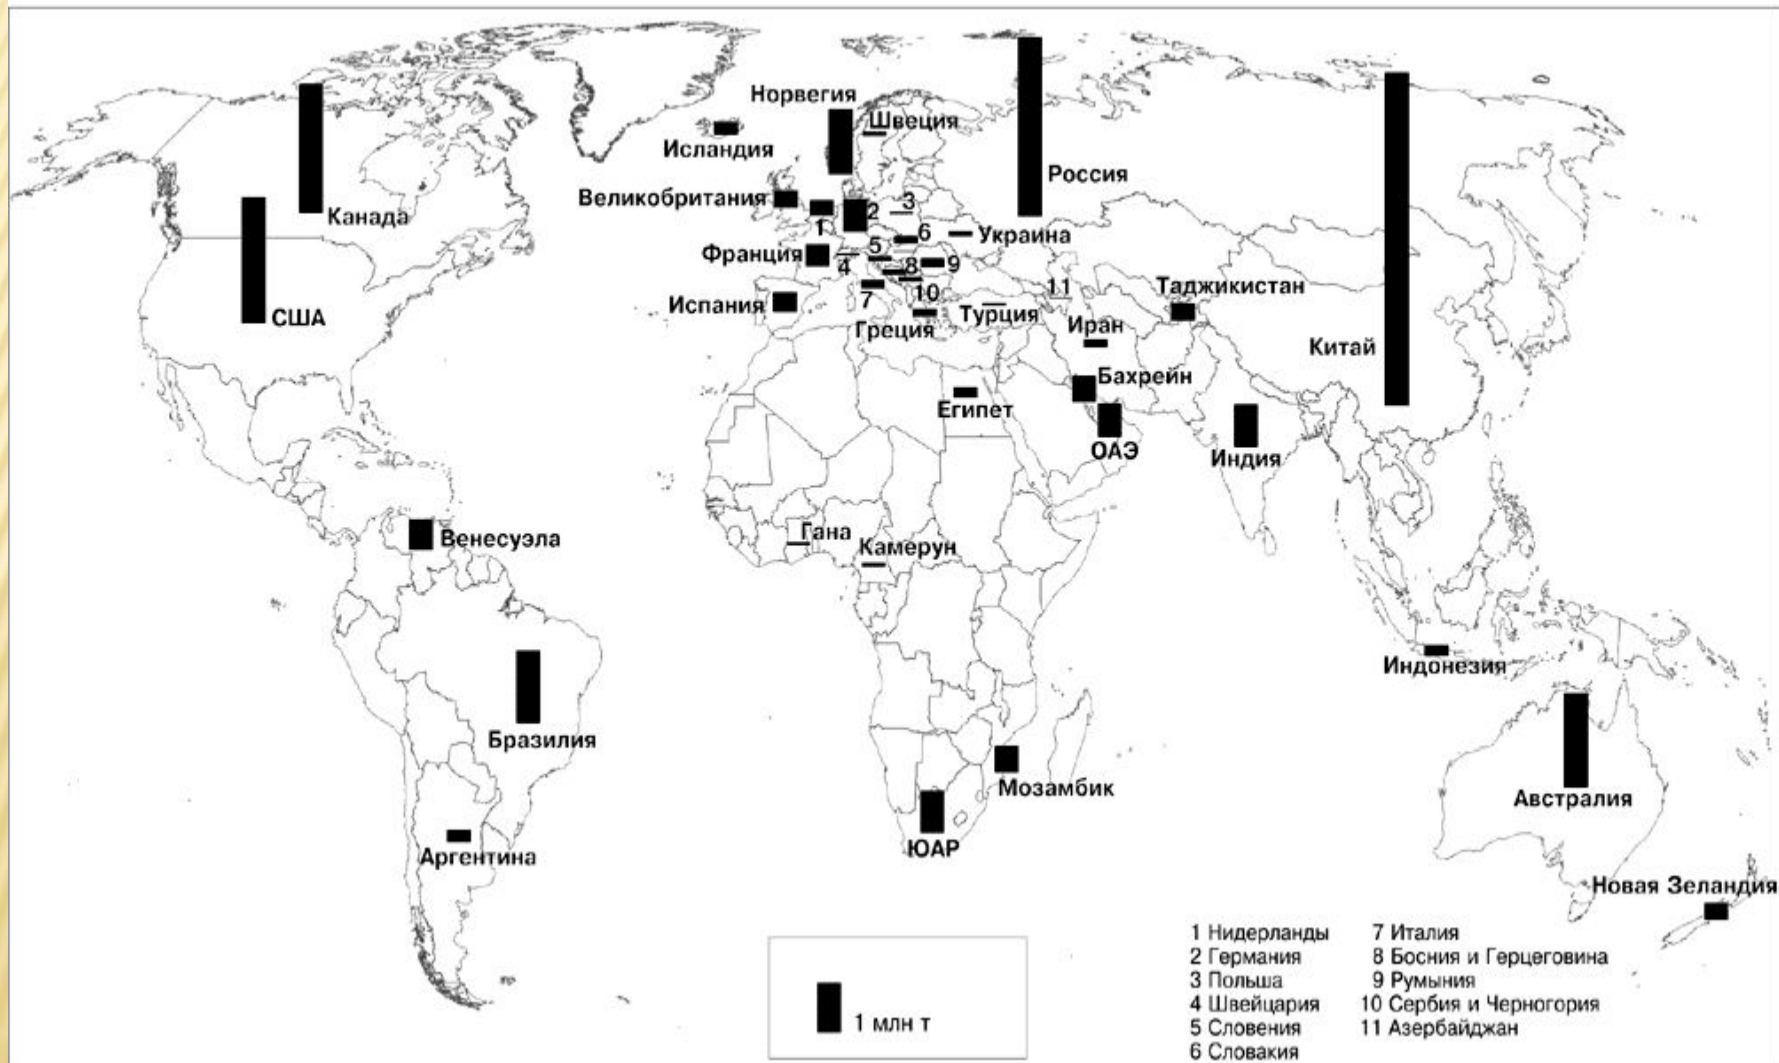 Норвегия
Швеция
Исландия
Россия
Великобритания
Канада
1
2
3
Украина
6
Франция
5
4
8
9
7
10
11
Таджикистан
США
Испания
Греция
Турция
Иран
Китай
Бахрейн
Египет
ОАЭ
Индия
Венесуэла
Гана
Камерун
Индонезия
Бразилия
Мозамбик
Австралия
ЮАР
Аргентина
Новая Зеландия
1 млн т
1 Нидерланды
2 Германия
3 Польша
4 Швейцария
5 Словения
6 Словакия
7 Италия
8 Босния и Герцеговина
9 Румыния
10 Сербия и Черногория
11 Азербайджан